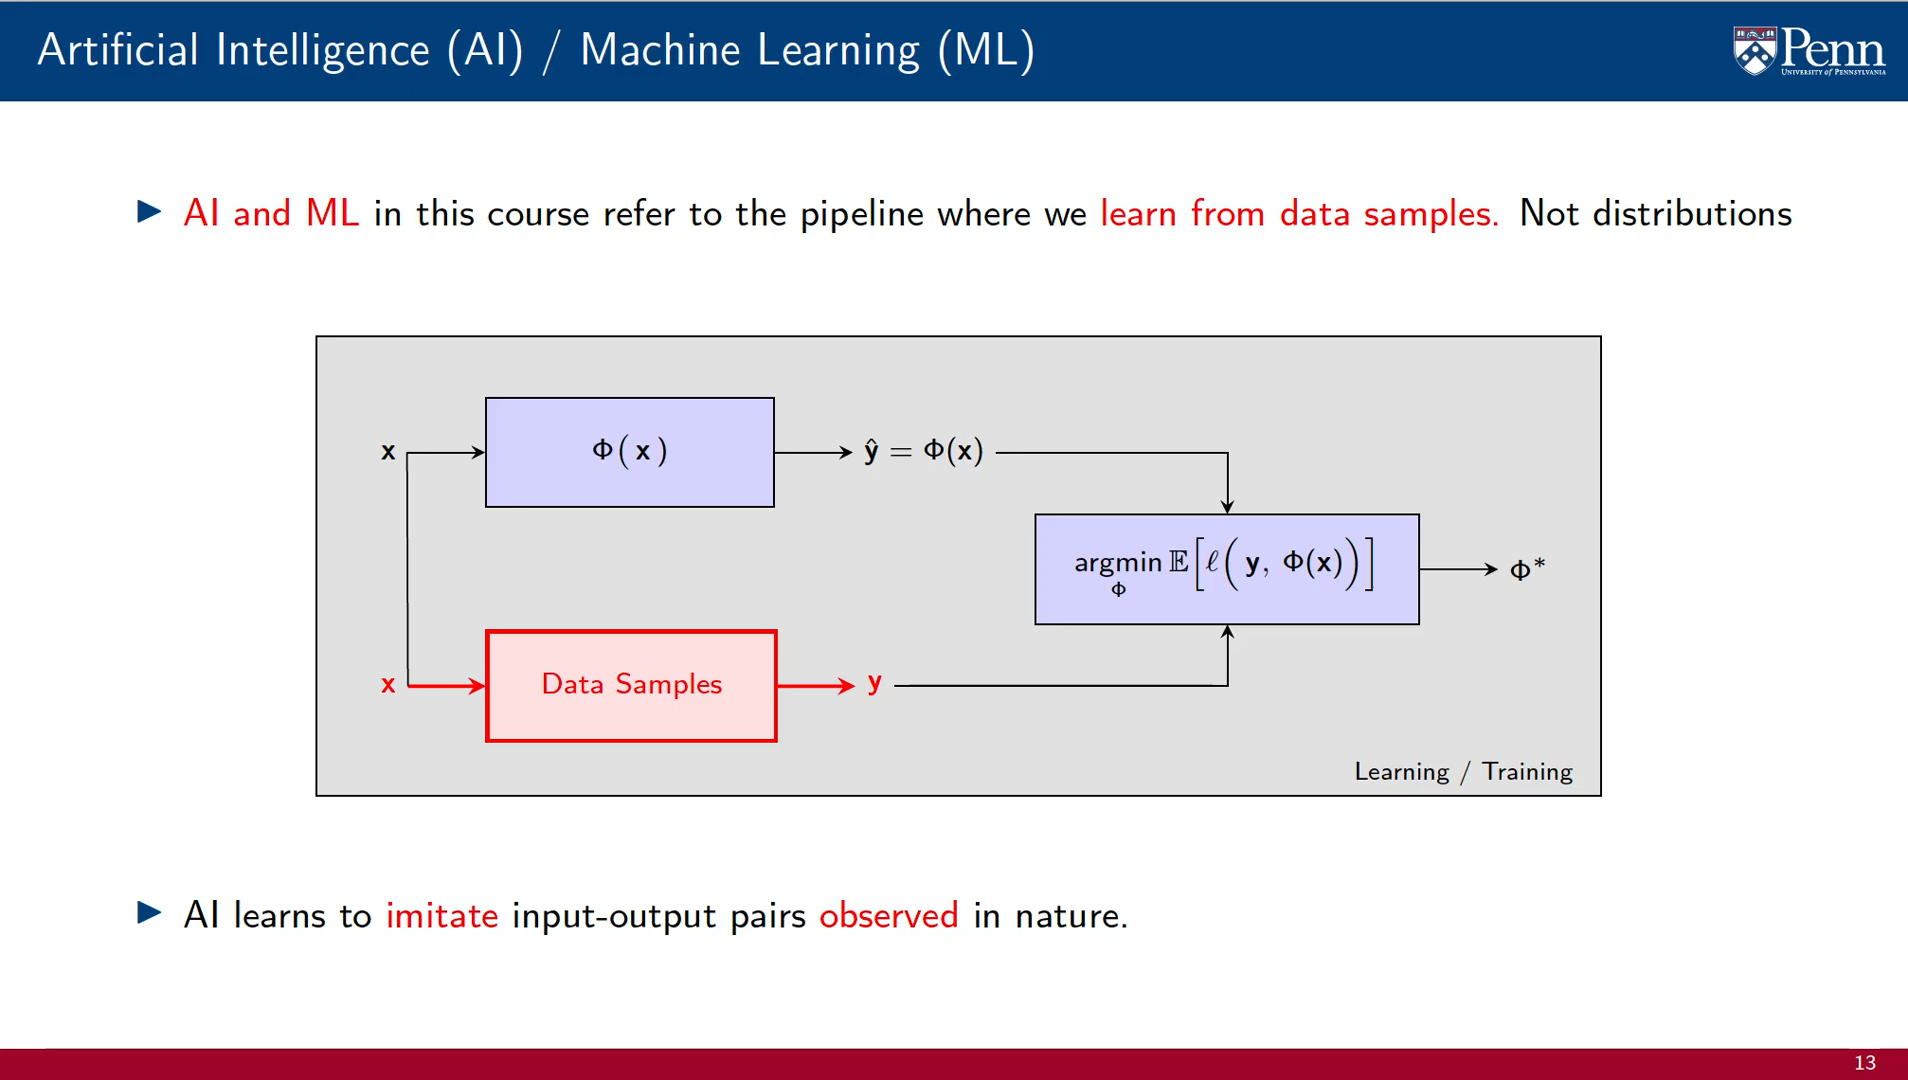 Artificial Intelligence (AI) / Machine Learning (ML)
Penn
UNIVERSITY of PENNSYLVANIA
▶ AI and ML in this course refer to the pipeline where we learn from data samples. Not distributions
x
Φ( x )
ŷ = Φ(x)
argmin 𝔼[ℓ( y, Φ(x))]
Φ
Φ*
x
Data Samples
y
Learning / Training
▶ AI learns to imitate input-output pairs observed in nature.
13